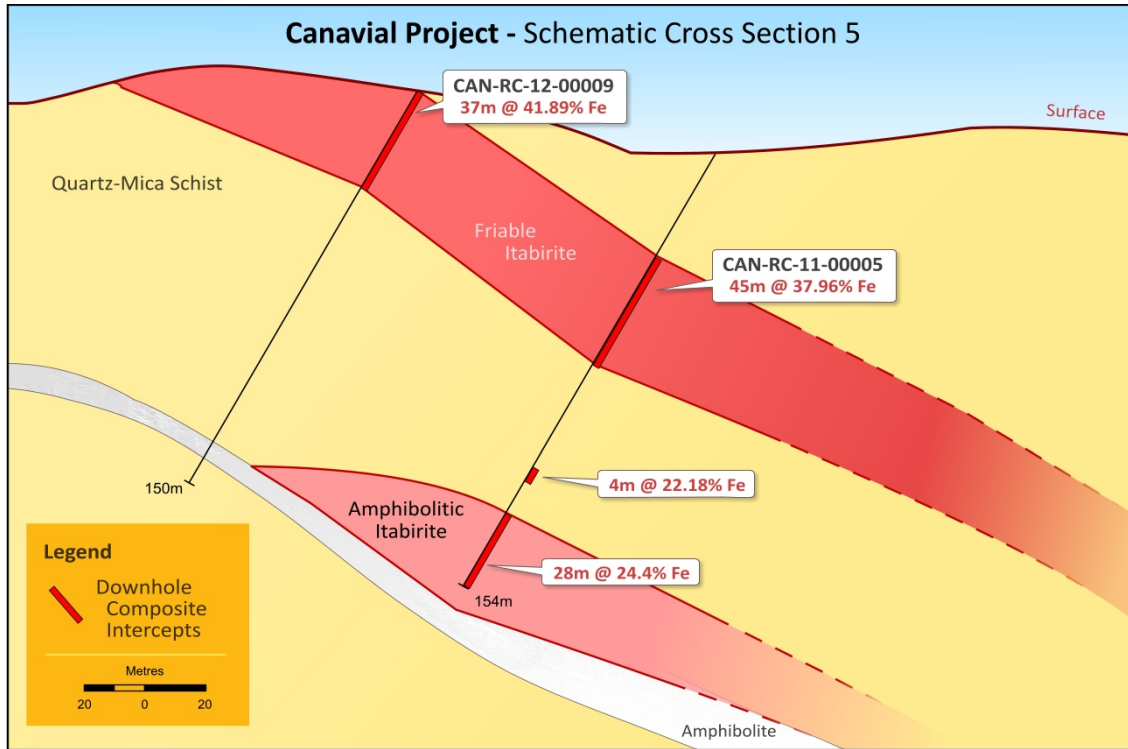 Canavial Project - Schematic Cross Section 5
CAN-RC-12-00009
37m @ 41.89% Fe
Surface
Quartz-Mica Schist
Friable
Itabirite
CAN-RC-11-00005
45m @ 37.96% Fe
150m
4m @ 22.18% Fe
Amphibolitic
Itabirite
28m @ 24.4% Fe
154m
Legend
Downhole
Composite
Intercepts
Metres
20 0 20
Amphibolite